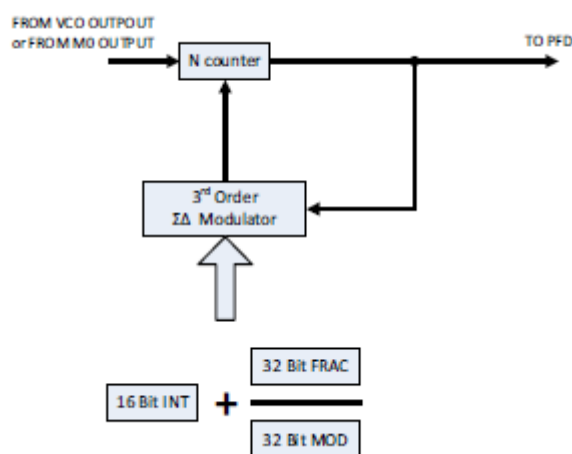 FROM VCO OUTPOUT
or FROM M0 OUTPUT
TO PFD
N counter
3rd Order
ΣΔ Modulator
32 Bit FRAC
16 Bit INT
+
32 Bit MOD